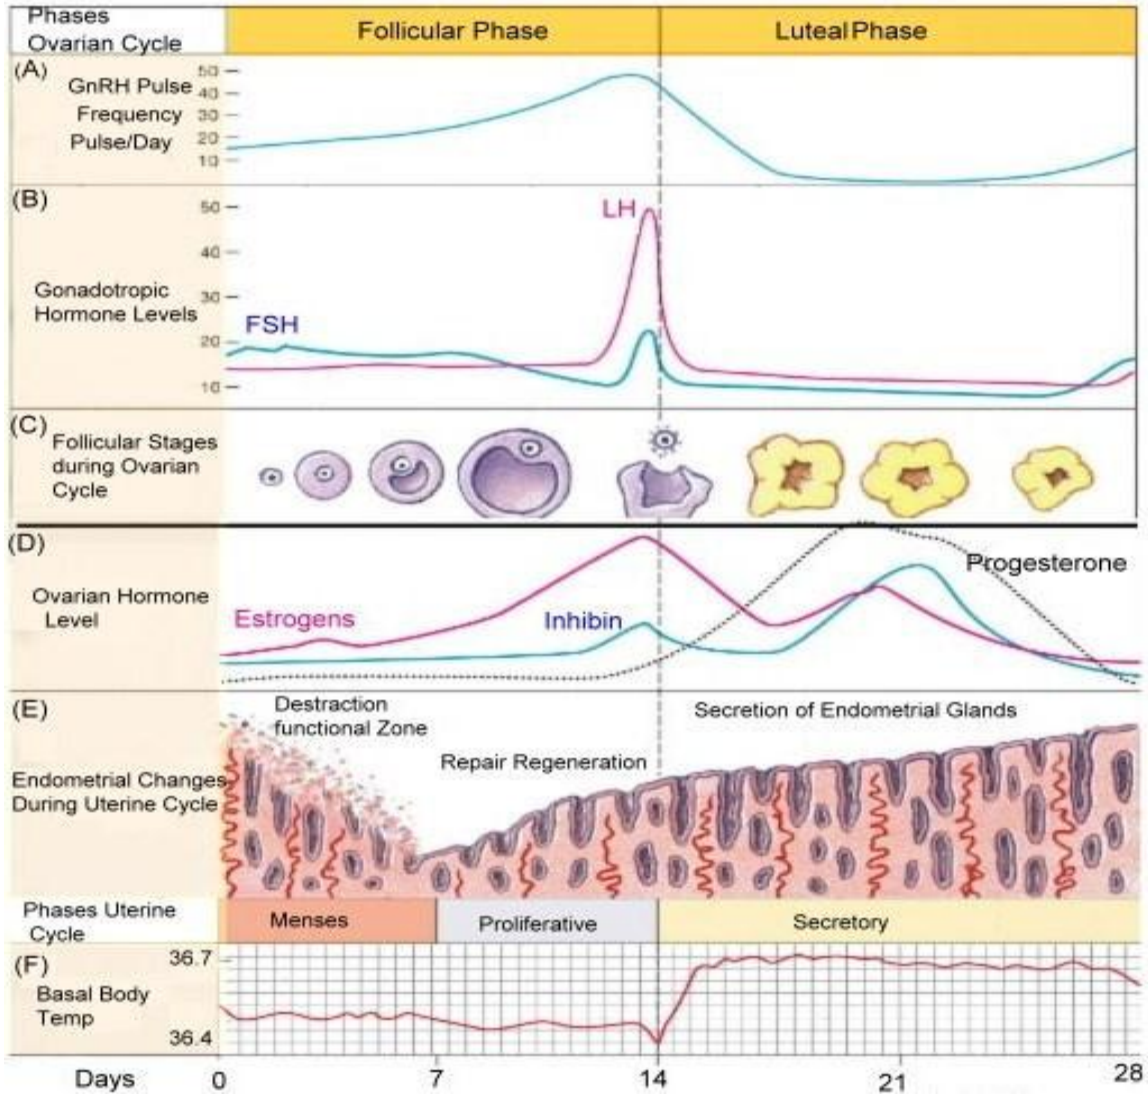 Phases
Ovarian Cycle
Follicular Phase
Luteal Phase
(A)
GnRH Pulse
Frequency
Pulse/Day
50
40
30
20
10
(B)
Gonadotropic
Hormone Levels
50
40
30
20
10
LH
FSH
(C)
Follicular Stages
during Ovarian
Cycle
(D)
Ovarian Hormone
Level
Estrogens
Inhibin
Progesterone
(E)
Endometrial Changes
During Uterine Cycle
Destraction
functional Zone
Repair Regeneration
Secretion of Endometrial Glands
Phases Uterine
Cycle
Menses
Proliferative
Secretory
(F)
Basal Body
Temp
36.7
36.4
Days
0
7
14
21
28